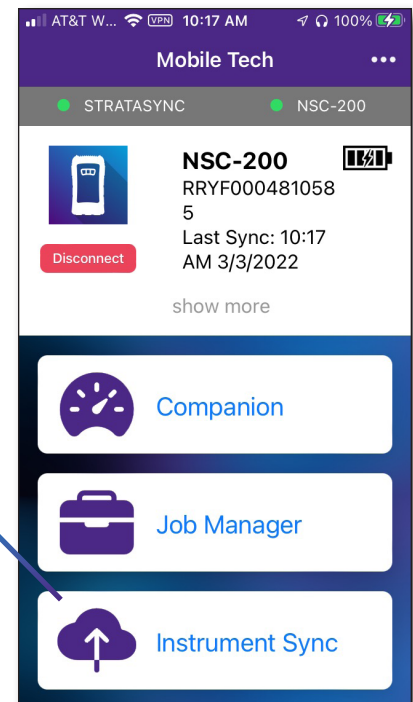 AT&T W... VPN 10:17 AM 100%
Mobile Tech
STRATASYNC NSC-200
NSC-200
RRYF000481058
5
Last Sync: 10:17
AM 3/3/2022
Disconnect
show more
Companion
Job Manager
Instrument Sync